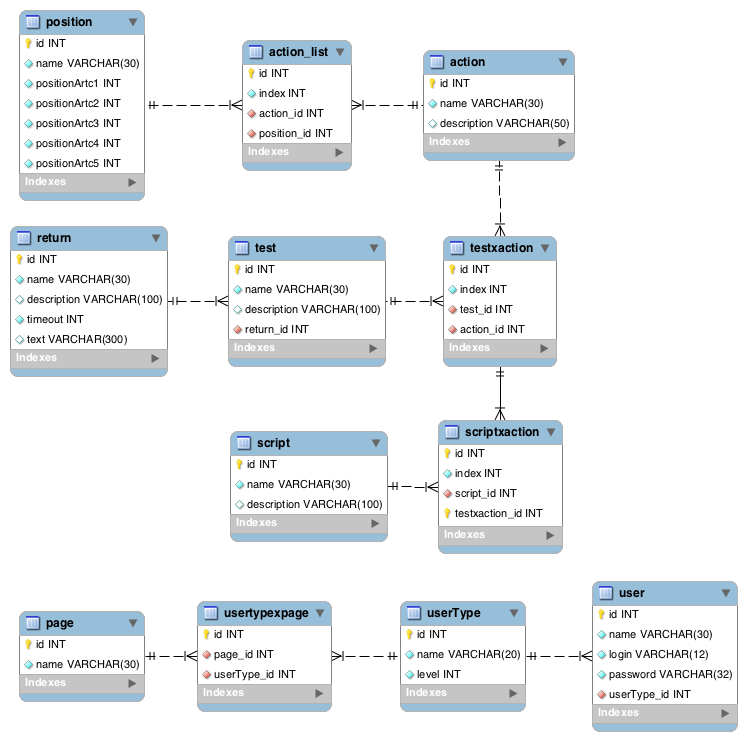 position
id INT
name VARCHAR(30)
positionArtc1 INT
positionArtc2 INT
positionArtc3 INT
positionArtc4 INT
positionArtc5 INT
Indexes
action_list
id INT
index INT
action_id INT
position_id INT
Indexes
action
id INT
name VARCHAR(30)
description VARCHAR(50)
Indexes
return
id INT
name VARCHAR(30)
description VARCHAR(100)
timeout INT
text VARCHAR(300)
Indexes
test
id INT
name VARCHAR(30)
description VARCHAR(100)
return_id INT
Indexes
testxaction
id INT
index INT
test_id INT
action_id INT
Indexes
script
id INT
name VARCHAR(30)
description VARCHAR(100)
Indexes
scriptxaction
id INT
index INT
script_id INT
testxaction_id INT
Indexes
page
id INT
name VARCHAR(30)
Indexes
usertypexpage
id INT
page_id INT
userType_id INT
Indexes
userType
id INT
name VARCHAR(20)
level INT
Indexes
user
id INT
name VARCHAR(30)
login VARCHAR(12)
password VARCHAR(32)
userType_id INT
Indexes